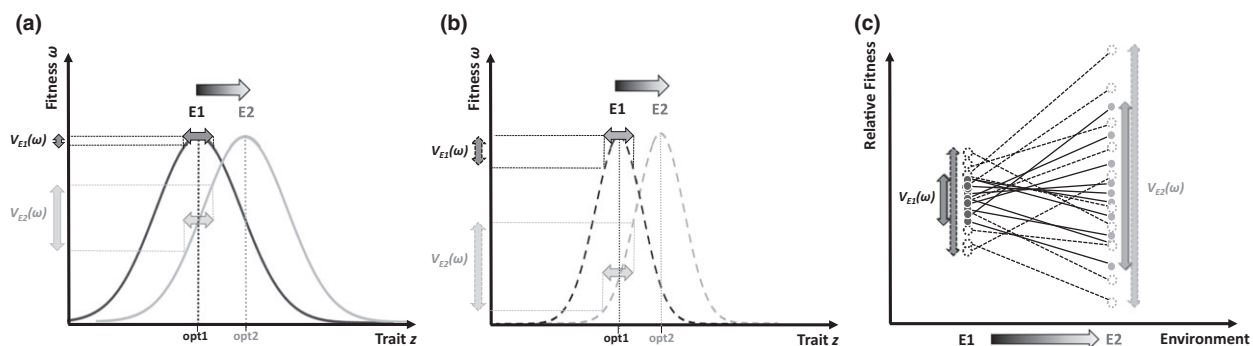 (a)
Fitness ω
E1
E2
V_E1(ω)
V_E2(ω)
opt1
opt2
Trait z
(b)
Fitness ω
E1
E2
V_E1(ω)
V_E2(ω)
opt1
opt2
Trait z
(c)
Relative Fitness
V_E1(ω)
V_E2(ω)
E1
E2
Environment